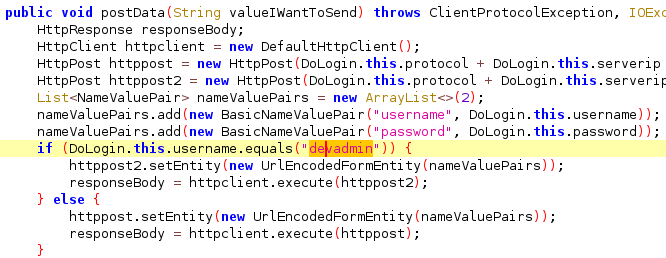 public void postData(String valueIWantToSend) throws ClientProtocolException, IOExc
HttpResponse responseBody;
HttpClient httpclient = new DefaultHttpClient();
HttpPost httppost = new HttpPost(DoLogin.this.protocol + DoLogin.this.serverip
HttpPost httppost2 = new HttpPost(DoLogin.this.protocol + DoLogin.this.serverip
List<NameValuePair> nameValuePairs = new ArrayList<>(2);
nameValuePairs.add(new BasicNameValuePair("username", DoLogin.this.username));
nameValuePairs.add(new BasicNameValuePair("password", DoLogin.this.password));
if (DoLogin.this.username.equals("devadmin")) {
httppost2.setEntity(new UrlEncodedFormEntity(nameValuePairs));
responseBody = httpclient.execute(httppost2);
} else {
httppost.setEntity(new UrlEncodedFormEntity(nameValuePairs));
responseBody = httpclient.execute(httppost);
}